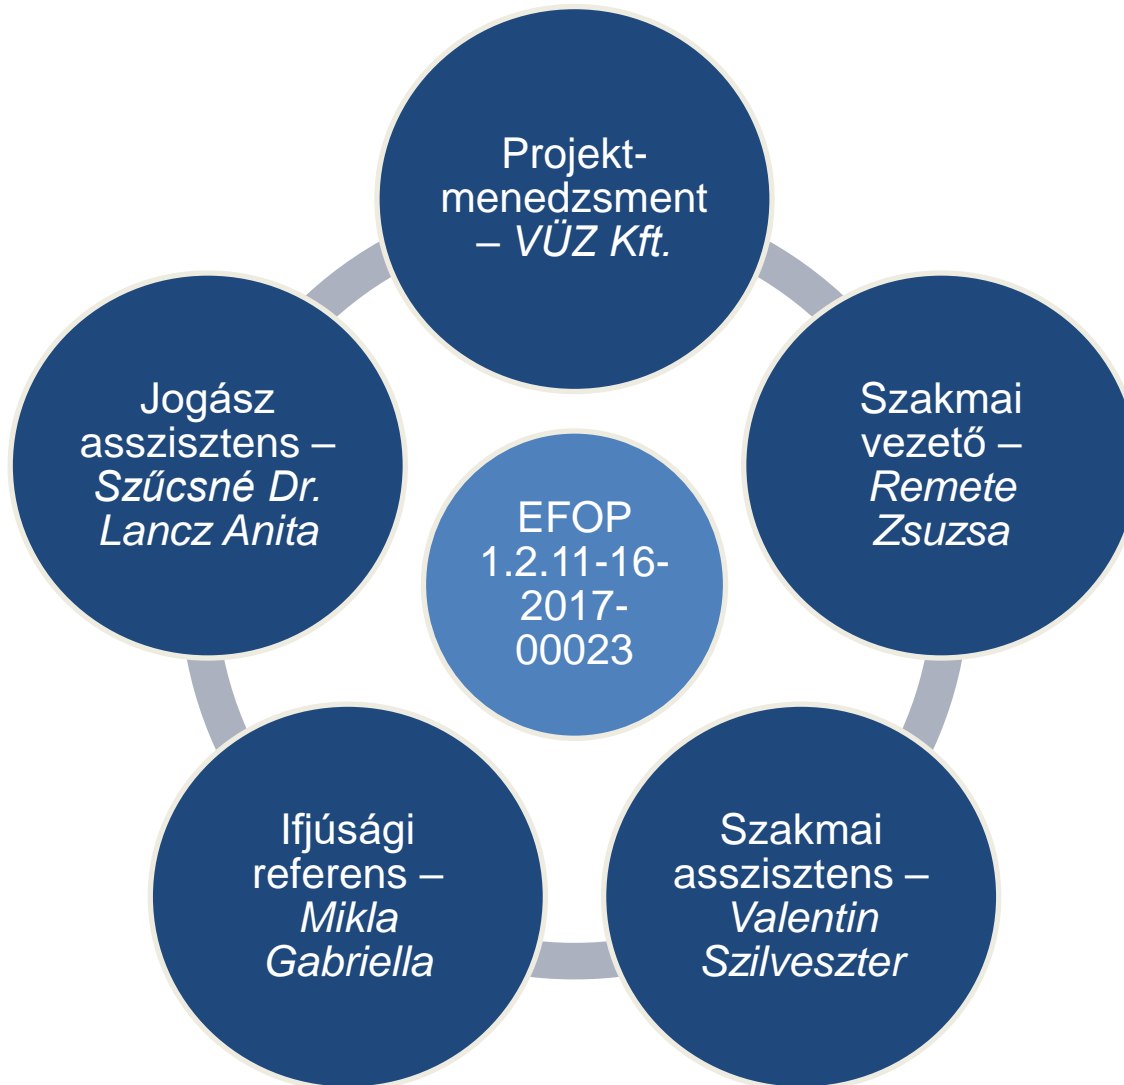 Projekt-
menedzsment
– VÜZ Kft.
Szakmai
vezető –
Remete
Zsuzsa
Szakmai
asszisztens –
Valentin
Szilveszter
Ifjúsági
referens –
Mikla
Gabriella
Jogász
asszisztens –
Szűcsné Dr.
Lancz Anita
EFOP
1.2.11-16-
2017-
00023